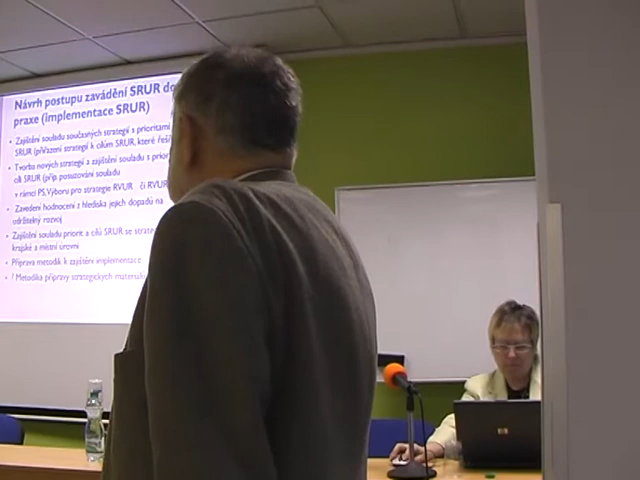 Návrh postupu zavádění SRUR do
praxe (implementace SRUR)
• Zajištění souladu současných strategií s prioritami
SRUR (přiřazení strategií k cílům SRUR, které řeší
• Tvorba nových strategií a zajištění souladu s prior
cíli SRUR (příp. posuzování souladu
v rámci PS, Výboru pro strategie RVUR či RVUR
• Zavedení hodnocení z hlediska jejich dopadů na
udržitelný rozvoj
• Zajištění souladu priorit a cílů SRUR se strate
krajské a místní úrovni
• Příprava metodik k zajištění implementace
• Metodika přípravy strategických materiálů
hp